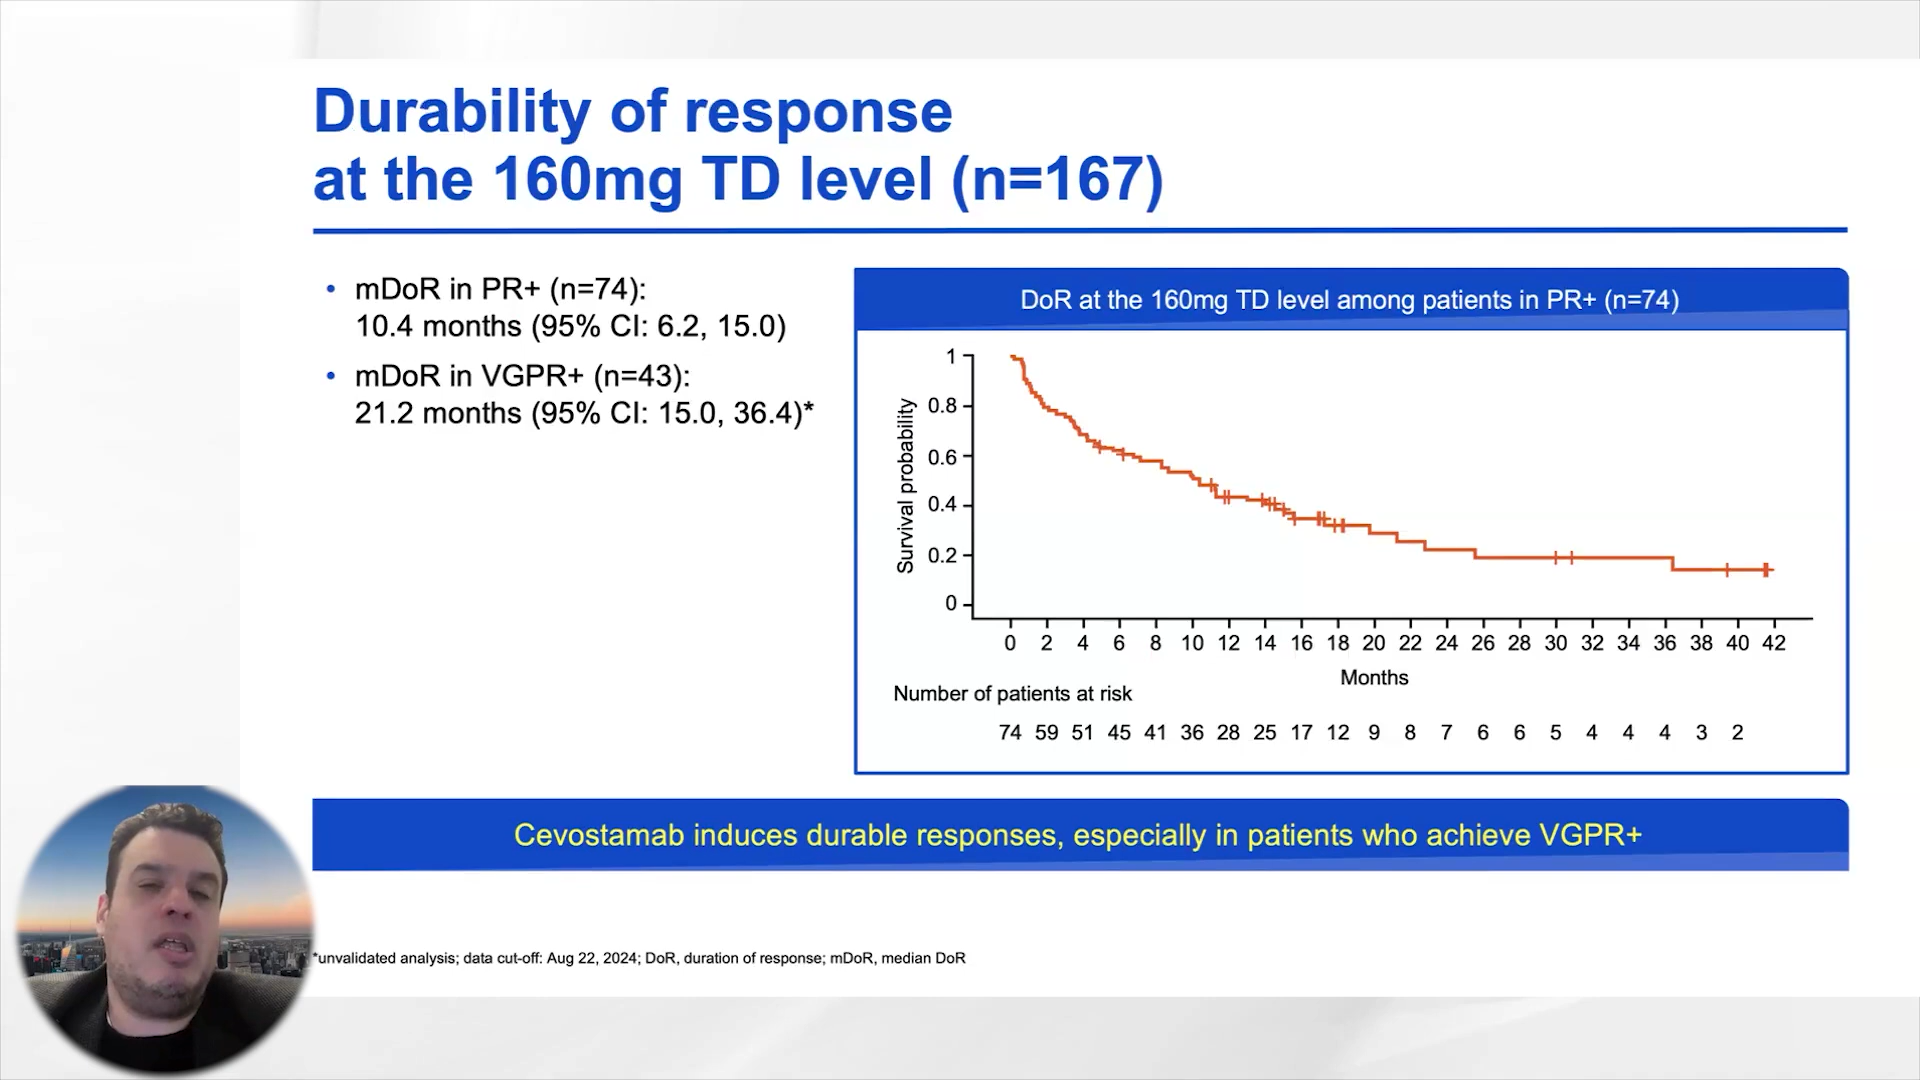 Durability of response
at the 160mg TD level (n=167)
• mDoR in PR+ (n=74):
10.4 months (95% CI: 6.2, 15.0)
• mDoR in VGPR+ (n=43):
21.2 months (95% CI: 15.0, 36.4)*
DoR at the 160mg TD level among patients in PR+ (n=74)
Survival probability
1
0.8
0.6
0.4
0.2
0
0 2 4 6 8 10 12 14 16 18 20 22 24 26 28 30 32 34 36 38 40 42
Months
Number of patients at risk
74 59 51 45 41 36 28 25 17 12 9 8 7 6 6 5 4 4 4 3 2
Cevostamab induces durable responses, especially in patients who achieve VGPR+
*unvalidated analysis; data cut-off: Aug 22, 2024; DoR, duration of response; mDoR, median DoR